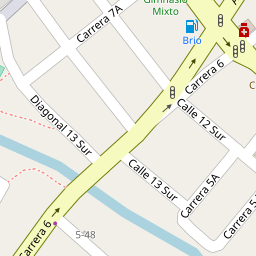 Gimnasio
Mixto
Brio
Carrera 7A
Carrera 6
Calle 12 Sur
Diagonal 13 Sur
Calle 13 Sur
Carrera 5A
Carrera 6
5-48